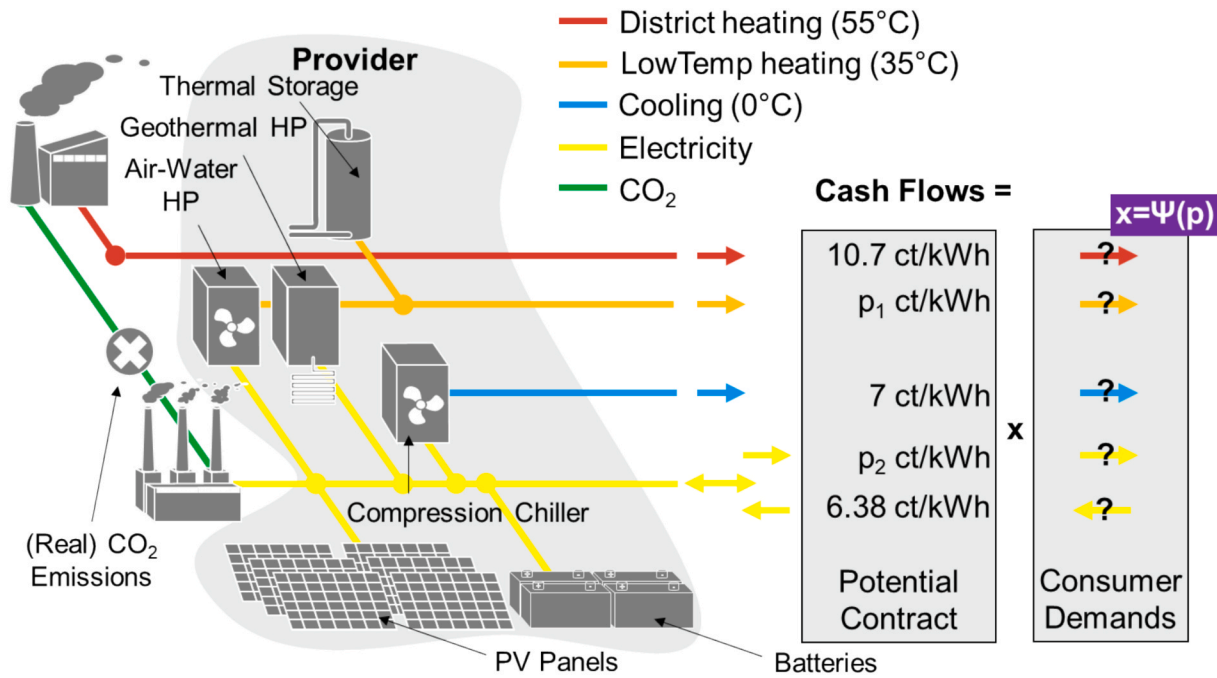 Provider
Thermal Storage
Geothermal HP
Air-Water
HP
District heating (55°C)
LowTemp heating (35°C)
Cooling (0°C)
Electricity
CO₂
Cash Flows =
x=Ψ(p)
10.7 ct/kWh
?
p₁ ct/kWh
?
7 ct/kWh
?
x
p₂ ct/kWh
?
6.38 ct/kWh
?
Potential
Contract
Consumer
Demands
(Real) CO₂
Emissions
Compression Chiller
+ - + -
+ - + -
PV Panels
Batteries